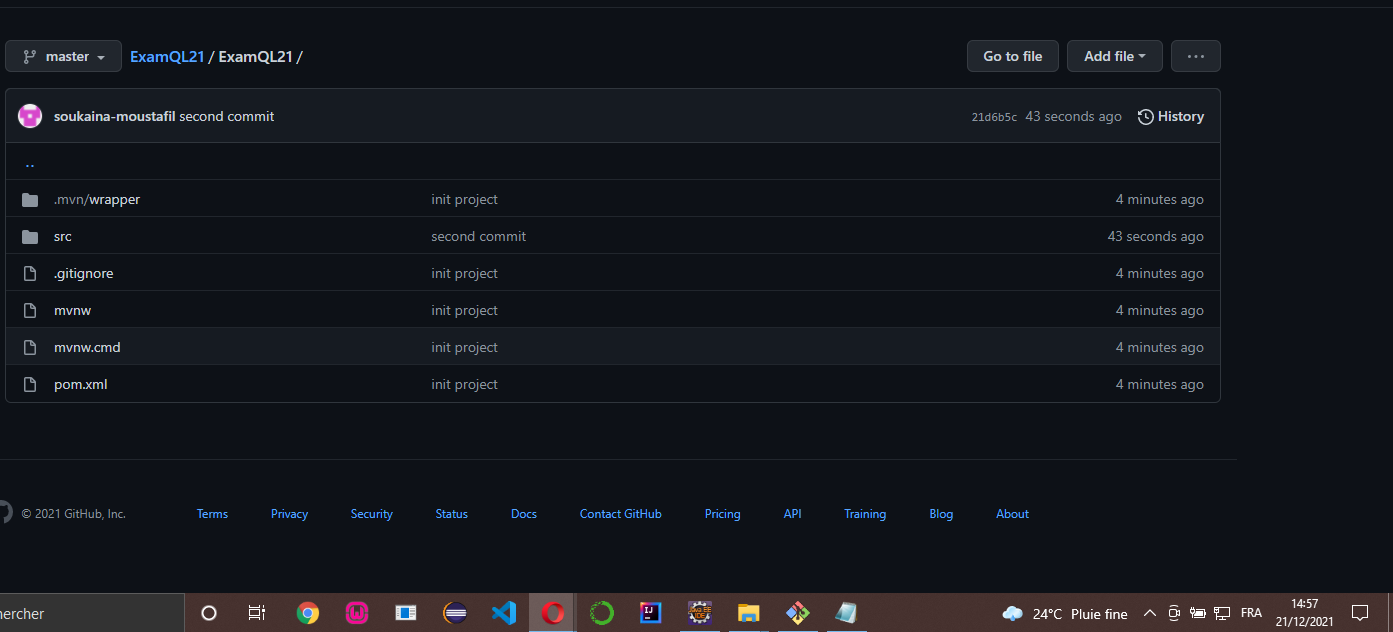 master ExamQL21 / ExamQL21 / Go to file Add file ...
soukaina-moustafil second commit 21d6b5c 43 seconds ago History
..
.mvn/wrapper init project 4 minutes ago
src second commit 43 seconds ago
.gitignore init project 4 minutes ago
mvnw init project 4 minutes ago
mvnw.cmd init project 4 minutes ago
pom.xml init project 4 minutes ago
© 2021 GitHub, Inc. Terms Privacy Security Status Docs Contact GitHub Pricing API Training Blog About
hercher 24°C Pluie fine FRA 14:57
21/12/2021